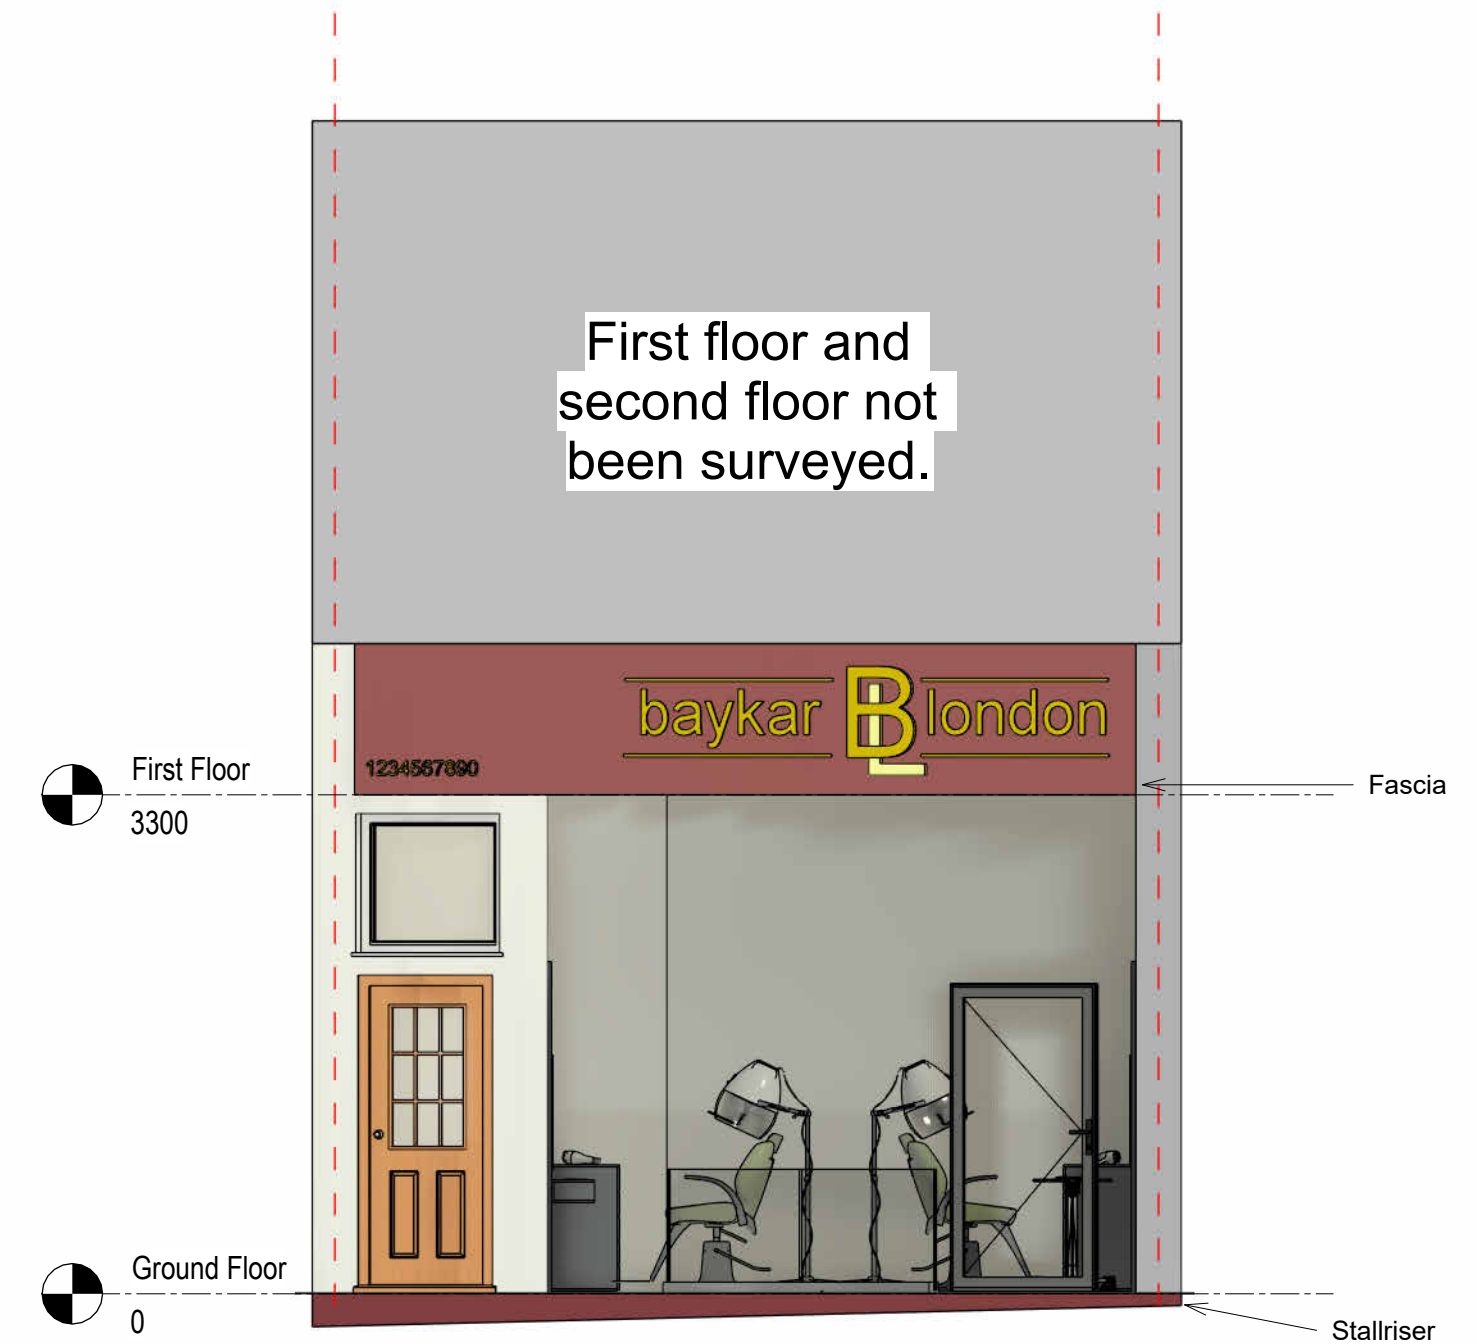 First floor and
second floor not
been surveyed.
baykar BL london
1234567890
First Floor
3300
Fascia
Ground Floor
0
Stallriser